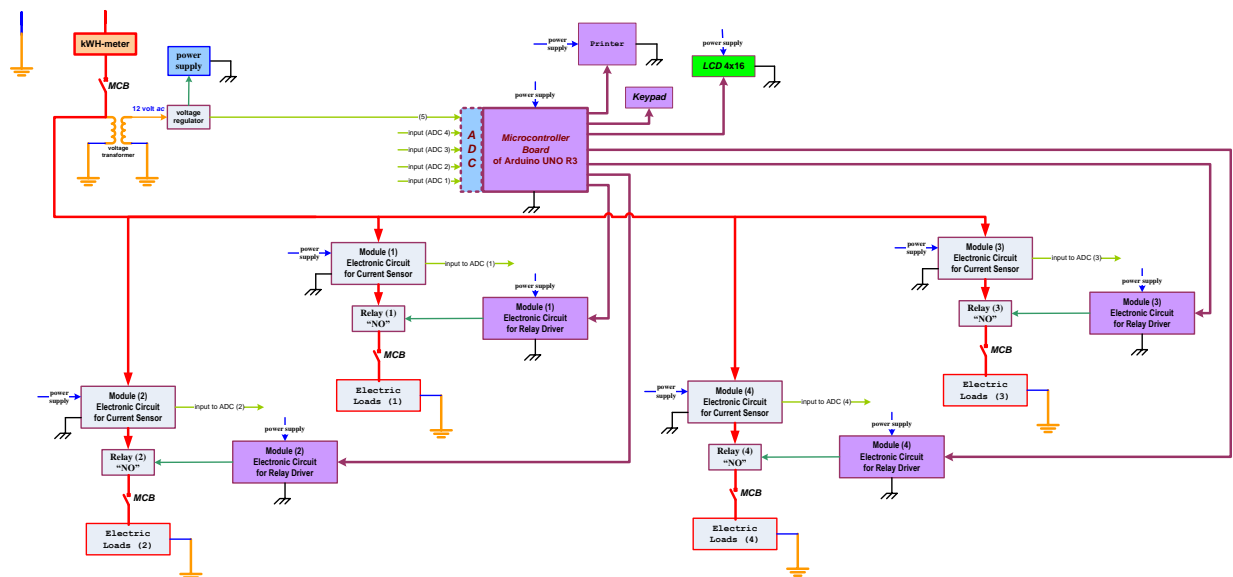 kWH-meter
MCB
12 volt ac
voltage
transformer
power
supply
voltage
regulator
(5)
input (ADC 4)
input (ADC 3)
input (ADC 2)
input (ADC 1)
A
D
C
power supply
Microcontroller
Board
of Arduino UNO R3
power
supply
Printer
Keypad
power supply
LCD 4x16
power
supply
Module (1)
Electronic Circuit
for Current Sensor
input to ADC (1)
Relay (1)
“NO”
power supply
Module (1)
Electronic Circuit
for Relay Driver
MCB
Electric
Loads (1)
power
supply
Module (3)
Electronic Circuit
for Current Sensor
input to ADC (3)
Relay (3)
“NO”
power supply
Module (3)
Electronic Circuit
for Relay Driver
MCB
Electric
Loads (3)
power
supply
Module (2)
Electronic Circuit
for Current Sensor
input to ADC (2)
Relay (2)
“NO”
power supply
Module (2)
Electronic Circuit
for Relay Driver
MCB
Electric
Loads (2)
power
supply
Module (4)
Electronic Circuit
for Current Sensor
input to ADC (4)
Relay (4)
“NO”
power supply
Module (4)
Electronic Circuit
for Relay Driver
MCB
Electric
Loads (4)